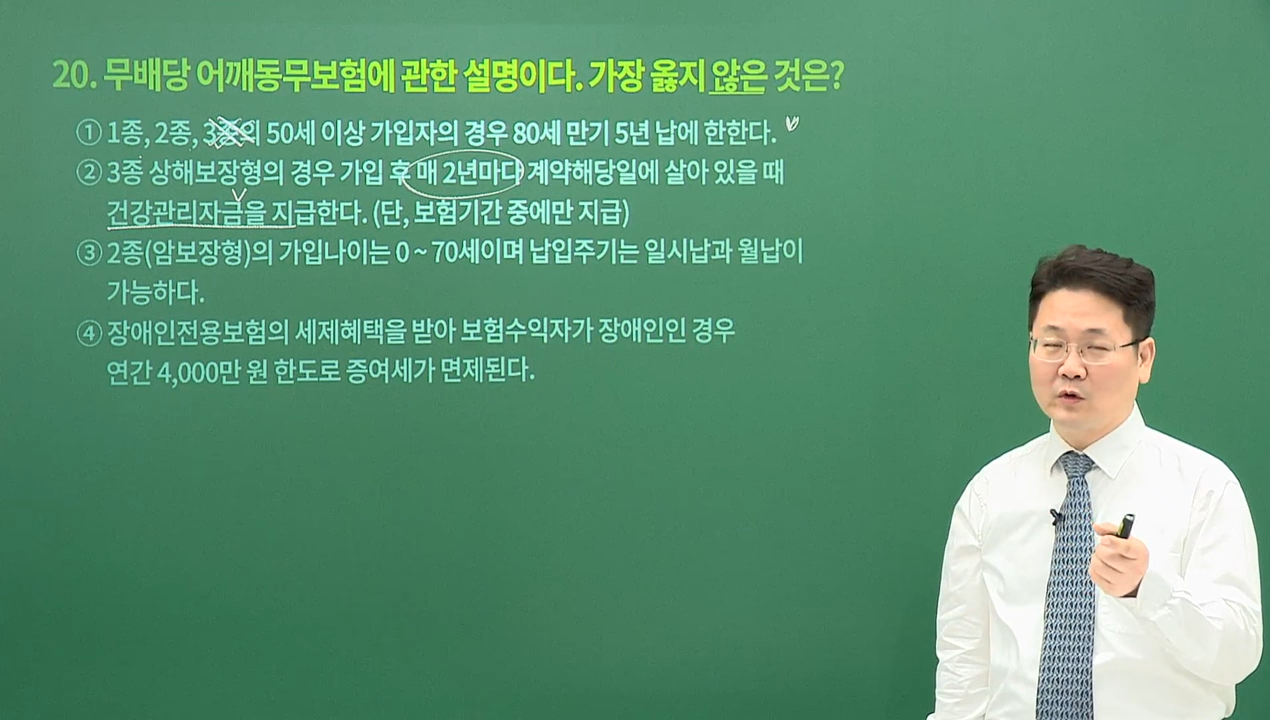 20. 무배당 어깨동무보험에 관한 설명이다. 가장 옳지 않은 것은?
① 1종, 2종, 3종의 50세 이상 가입자의 경우 80세 만기 5년 납에 한한다.
② 3종 상해보장형의 경우 가입 후 매 2년마다 계약해당일에 살아 있을 때
건강관리자금을 지급한다. (단, 보험기간 중에만 지급)
③ 2종(암보장형)의 가입나이는 0 ~ 70세이며 납입주기는 일시납과 월납이
가능하다.
④ 장애인전용보험의 세제혜택을 받아 보험수익자가 장애인인 경우
연간 4,000만 원 한도로 증여세가 면제된다.